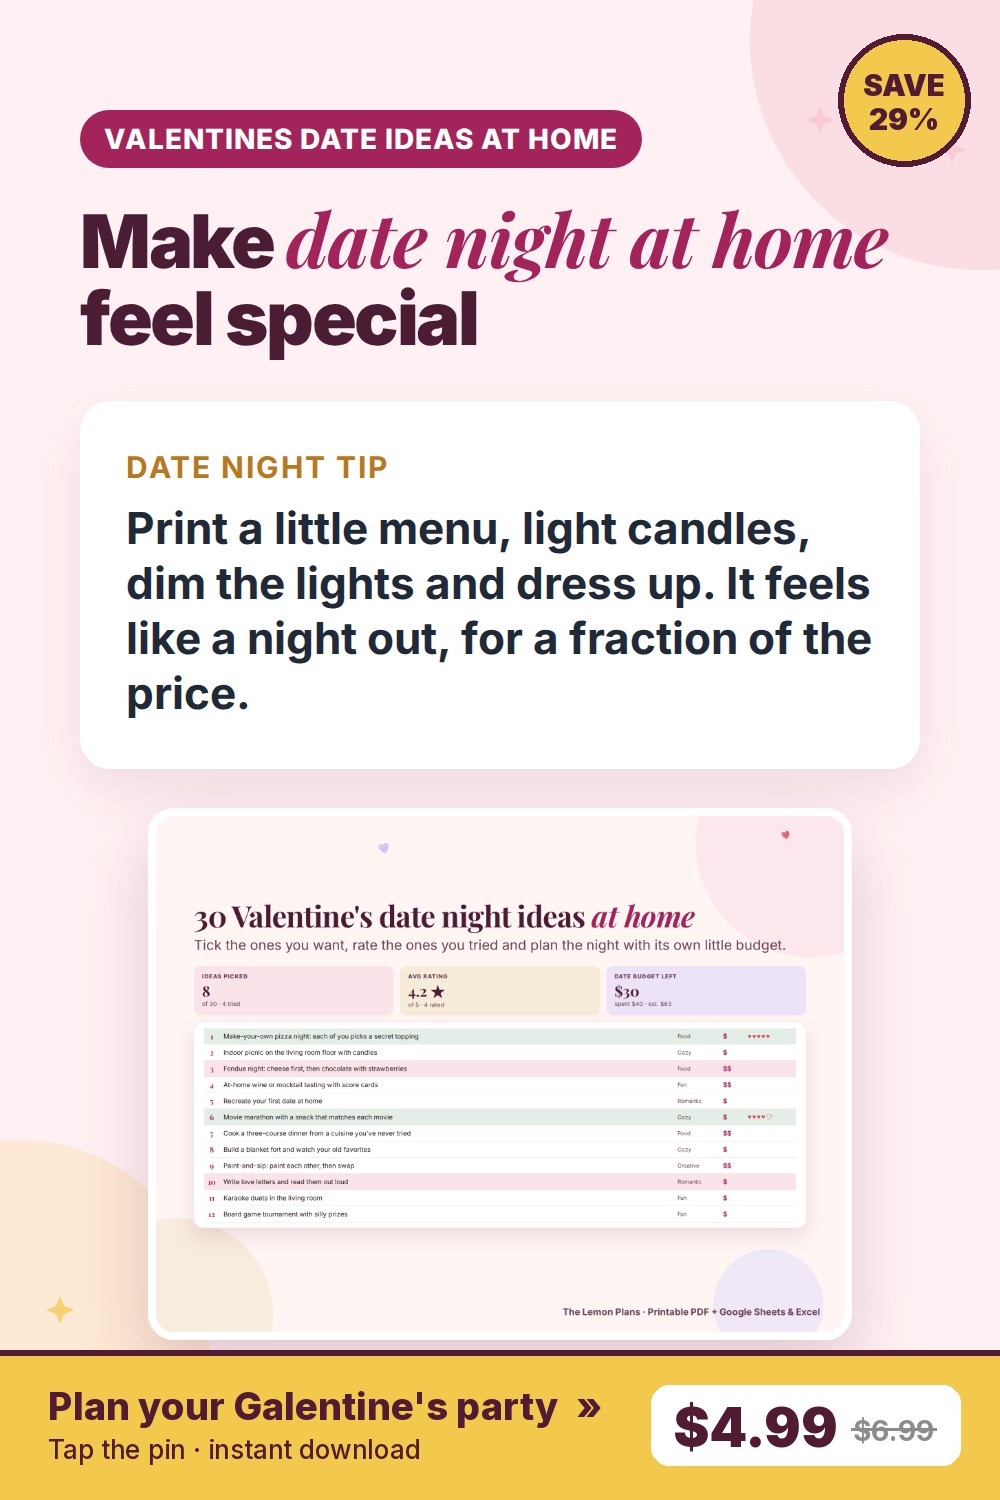 SAVE
29%
VALENTINES DATE IDEAS AT HOME
Make date night at home
feel special
DATE NIGHT TIP
Print a little menu, light candles,
dim the lights and dress up. It feels
like a night out, for a fraction of the
price.
30 Valentine's date night ideas at home
Tick the ones you want, rate the ones you tried and plan the night with its own little budget.
IDEAS PICKED
8
of 30 · 4 tried
AVG RATING
4.2 ★
of 5 · 4 rated
DATE BUDGET LEFT
$30
spent $40 · est. $63
1 Make-your-own pizza night: each of you picks a secret topping Food $ ♥♥♥♥♥
2 Indoor picnic on the living room floor with candles Cozy $
3 Fondue night: cheese first, then chocolate with strawberries Food $$
4 At-home wine or mocktail tasting with score cards Fun $$
5 Recreate your first date at home Romantic $
6 Movie marathon with a snack that matches each movie Cozy $ ♥♥♥♥♡
7 Cook a three-course dinner from a cuisine you've never tried Food $$
8 Build a blanket fort and watch your old favorites Cozy $
9 Paint-and-sip: paint each other, then swap Creative $$
10 Write love letters and read them out loud Romantic $
11 Karaoke duets in the living room Fun $
12 Board game tournament with silly prizes Fun $
The Lemon Plans · Printable PDF + Google Sheets & Excel
Plan your Galentine's party »
Tap the pin · instant download
$4.99 $6.99